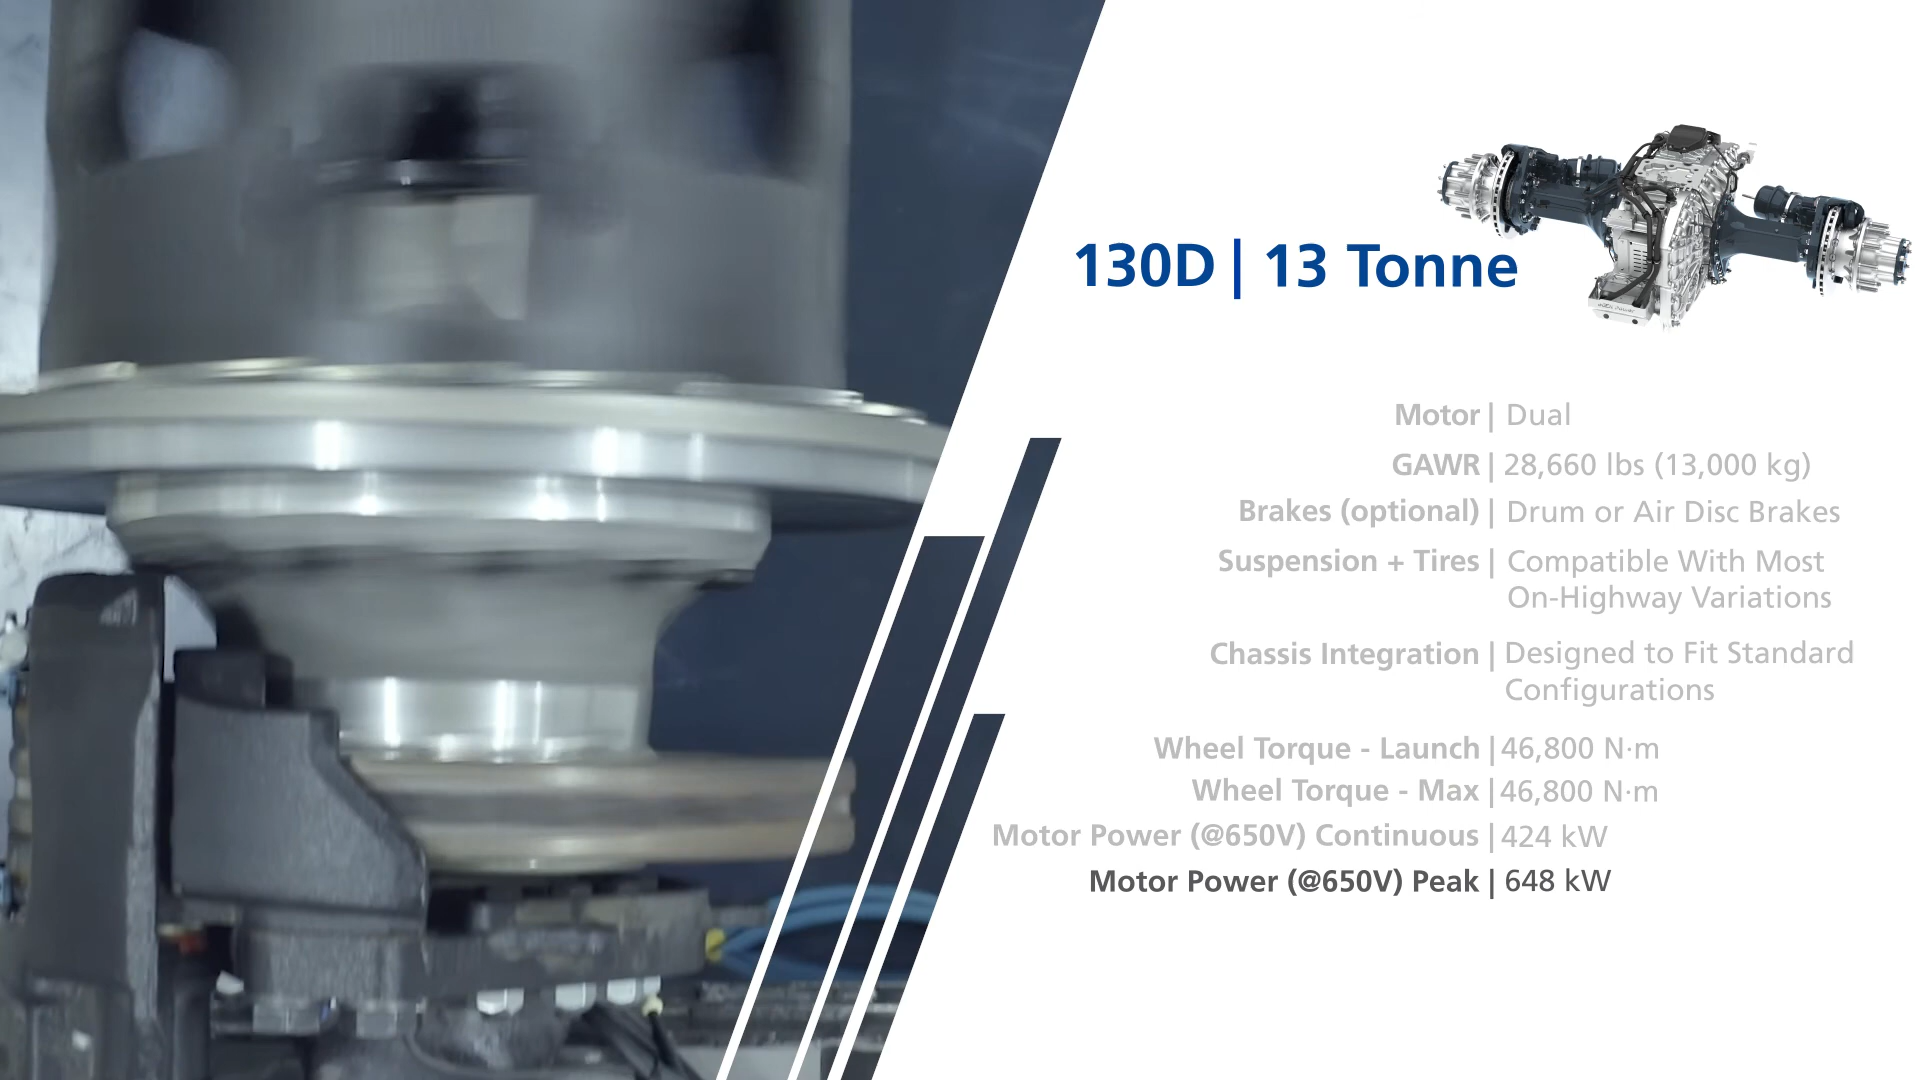 130D | 13 Tonne
Motor | Dual
GAWR | 28,660 lbs (13,000 kg)
Brakes (optional) | Drum or Air Disc Brakes
Suspension + Tires | Compatible With Most
On-Highway Variations
Chassis Integration | Designed to Fit Standard
Configurations
Wheel Torque - Launch | 46,800 N·m
Wheel Torque - Max | 46,800 N·m
Motor Power (@650V) Continuous | 424 kW
Motor Power (@650V) Peak | 648 kW